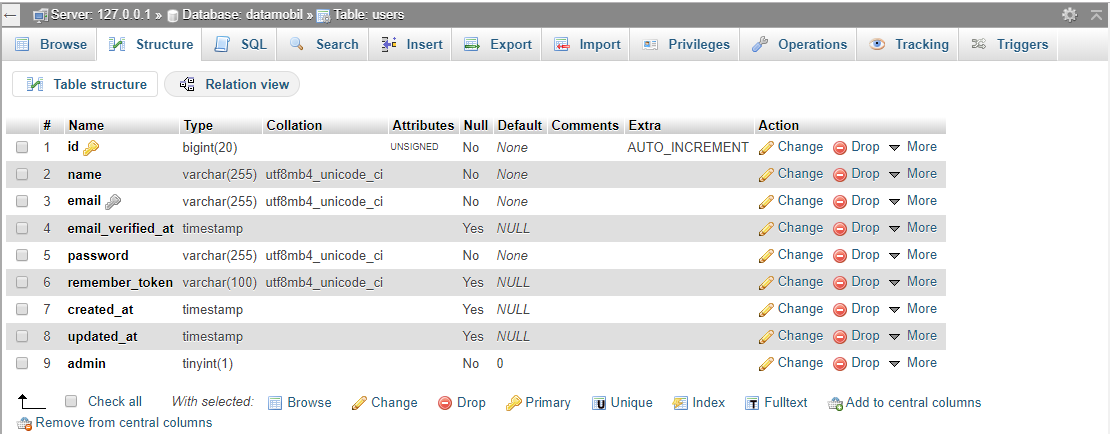 Server: 127.0.0.1 » Database: datamobil » Table: users
Browse Structure SQL Search Insert Export Import Privileges Operations Tracking Triggers
Table structure Relation view
# Name Type Collation Attributes Null Default Comments Extra Action
1 id bigint(20) UNSIGNED No None AUTO_INCREMENT Change Drop More
2 name varchar(255) utf8mb4_unicode_ci No None Change Drop More
3 email varchar(255) utf8mb4_unicode_ci No None Change Drop More
4 email_verified_at timestamp Yes NULL Change Drop More
5 password varchar(255) utf8mb4_unicode_ci No None Change Drop More
6 remember_token varchar(100) utf8mb4_unicode_ci Yes NULL Change Drop More
7 created_at timestamp Yes NULL Change Drop More
8 updated_at timestamp Yes NULL Change Drop More
9 admin tinyint(1) No 0 Change Drop More
Check all With selected: Browse Change Drop Primary Unique Index Fulltext Add to central columns
Remove from central columns